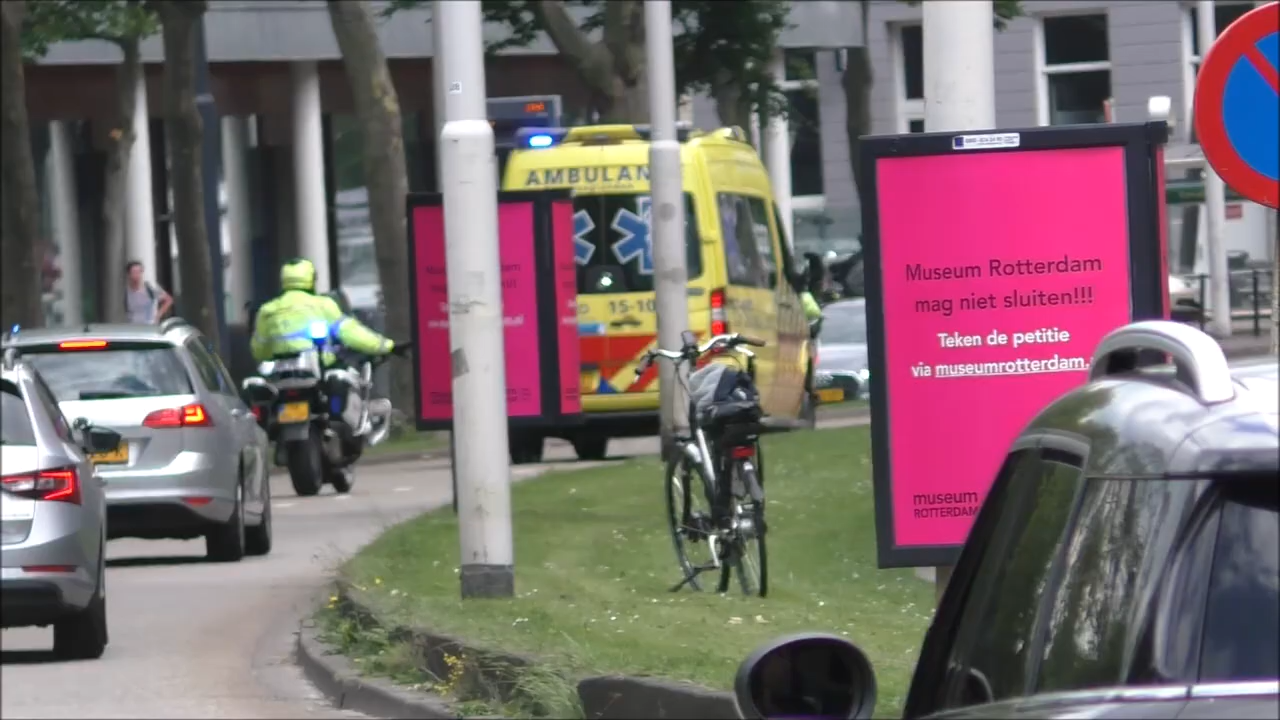 AMBULAN
15-10
Museum Rotterdam
mag niet sluiten!!!
Teken de petitie
via museumrotterdam.
museum
ROTTERDAM